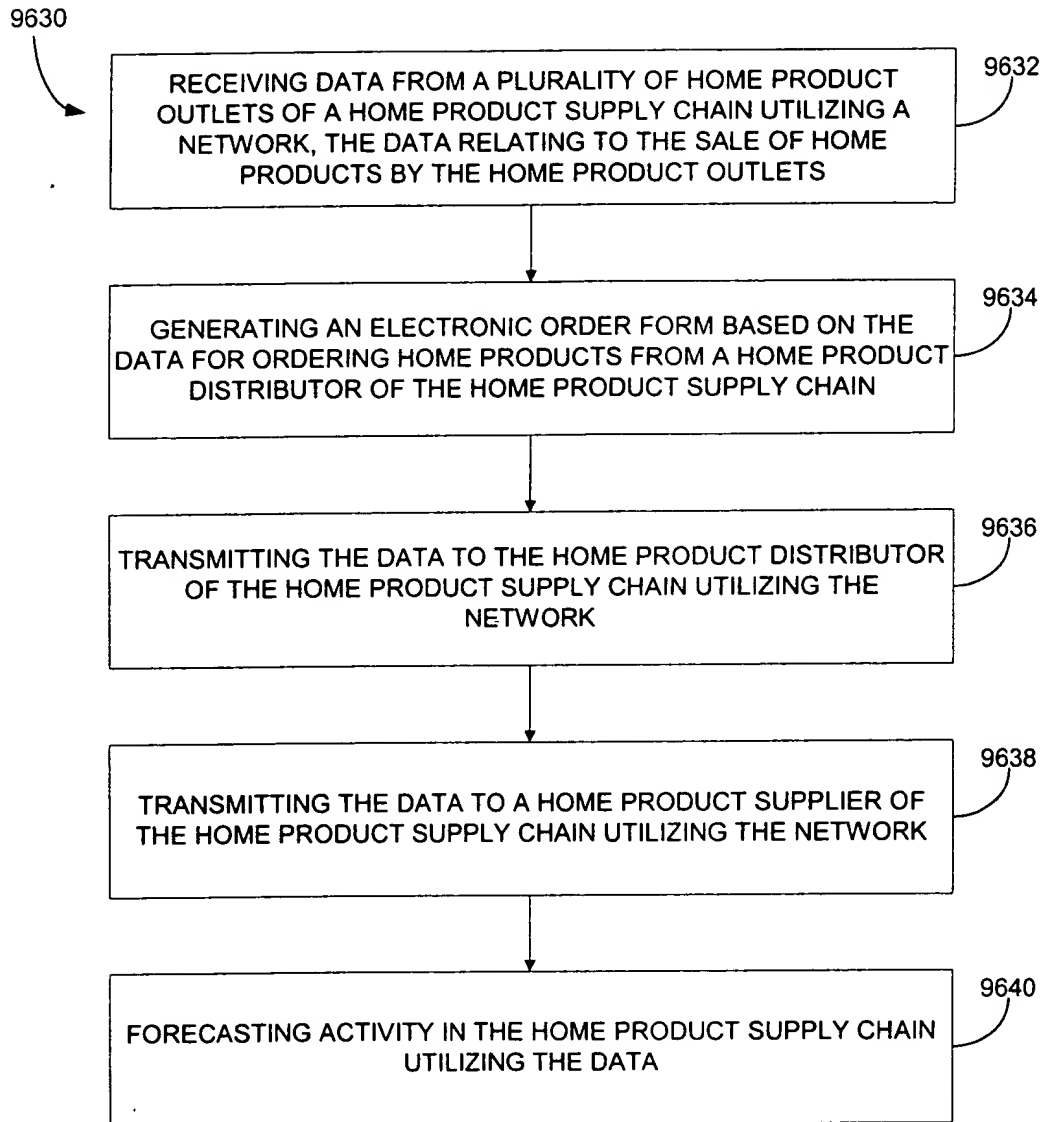 9630
RECEIVING DATA FROM A PLURALITY OF HOME PRODUCT
OUTLETS OF A HOME PRODUCT SUPPLY CHAIN UTILIZING A
NETWORK, THE DATA RELATING TO THE SALE OF HOME
PRODUCTS BY THE HOME PRODUCT OUTLETS
9632
GENERATING AN ELECTRONIC ORDER FORM BASED ON THE
DATA FOR ORDERING HOME PRODUCTS FROM A HOME PRODUCT
DISTRIBUTOR OF THE HOME PRODUCT SUPPLY CHAIN
9634
TRANSMITTING THE DATA TO THE HOME PRODUCT DISTRIBUTOR
OF THE HOME PRODUCT SUPPLY CHAIN UTILIZING THE
NETWORK
9636
TRANSMITTING THE DATA TO A HOME PRODUCT SUPPLIER OF
THE HOME PRODUCT SUPPLY CHAIN UTILIZING THE NETWORK
9638
FORECASTING ACTIVITY IN THE HOME PRODUCT SUPPLY CHAIN
UTILIZING THE DATA
9640